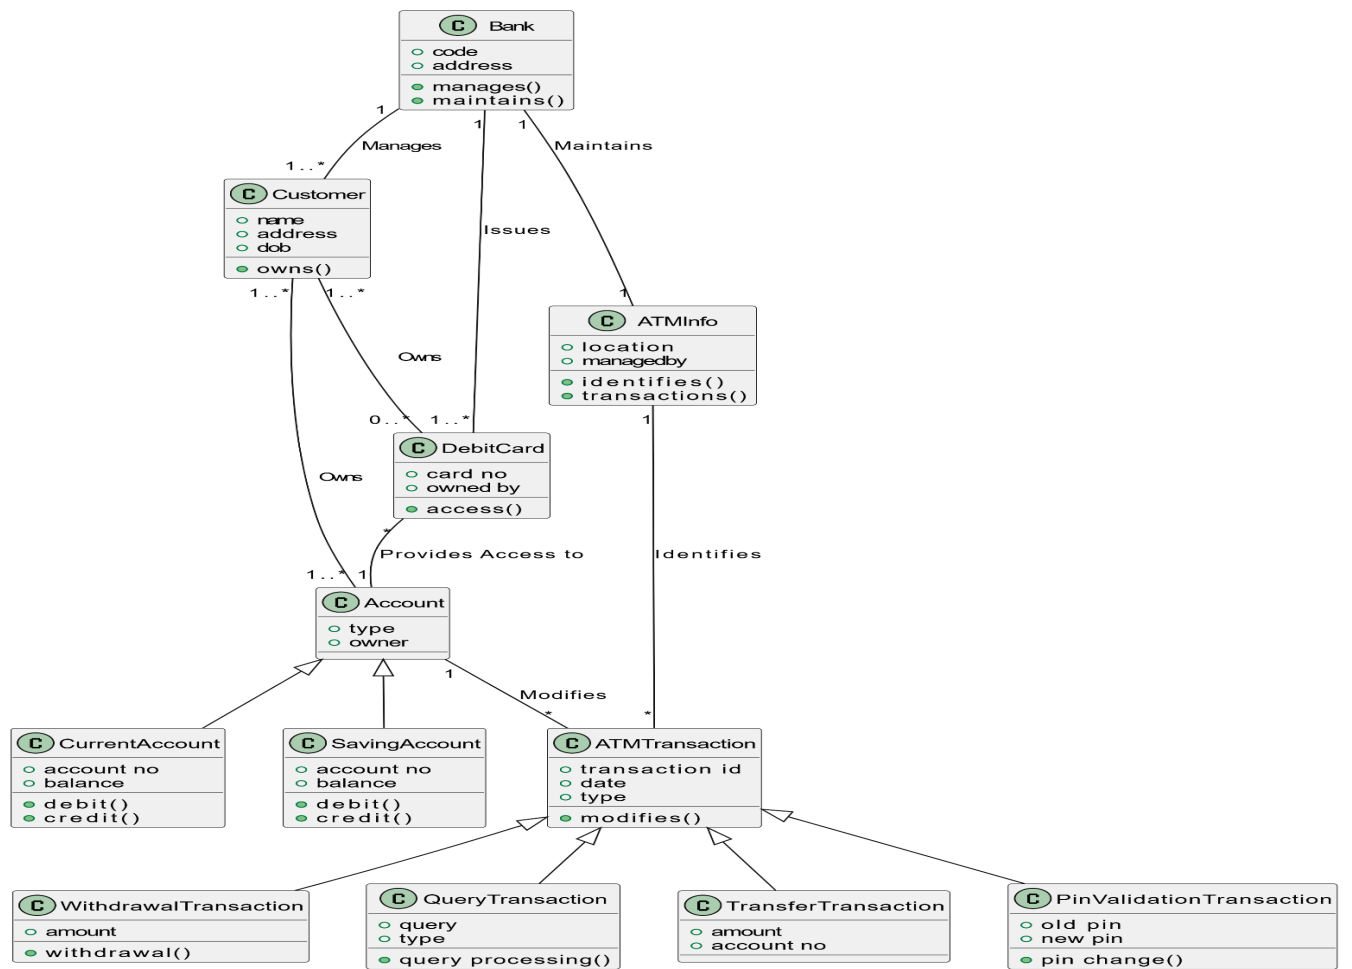 C Bank
code
address
manages()
maintains()
1
1
1
Manages
Maintains
1..*
C Customer
name
address
dob
owns()
Issues
1..*
1..*
1
C ATMInfo
location
managedby
identifies()
transactions()
Owns
0..*
1..*
1
C DebitCard
card no
owned by
access()
Owns
*
Provides Access to
Identifies
1..*
1
C Account
type
owner
1
Modifies
*
*
C CurrentAccount
account no
balance
debit()
credit()
C SavingAccount
account no
balance
debit()
credit()
C ATMTransaction
transaction id
date
type
modifies()
C WithdrawalTransaction
amount
withdrawal()
C QueryTransaction
query
type
query processing()
C TransferTransaction
amount
account no
C PinValidationTransaction
old pin
new pin
pin change()